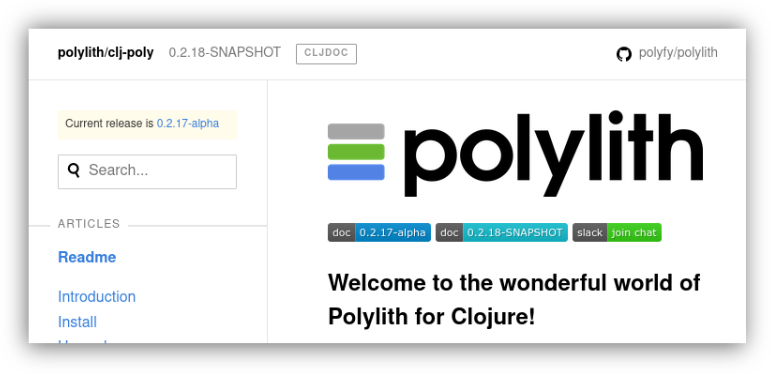 polylith/clj-poly 0.2.18-SNAPSHOT CLJDOC polyfy/polylith
Current release is 0.2.17-alpha
Search...
ARTICLES
Readme
Introduction
Install
polylith
doc 0.2.17-alpha doc 0.2.18-SNAPSHOT slack join chat
Welcome to the wonderful world of
Polylith for Clojure!